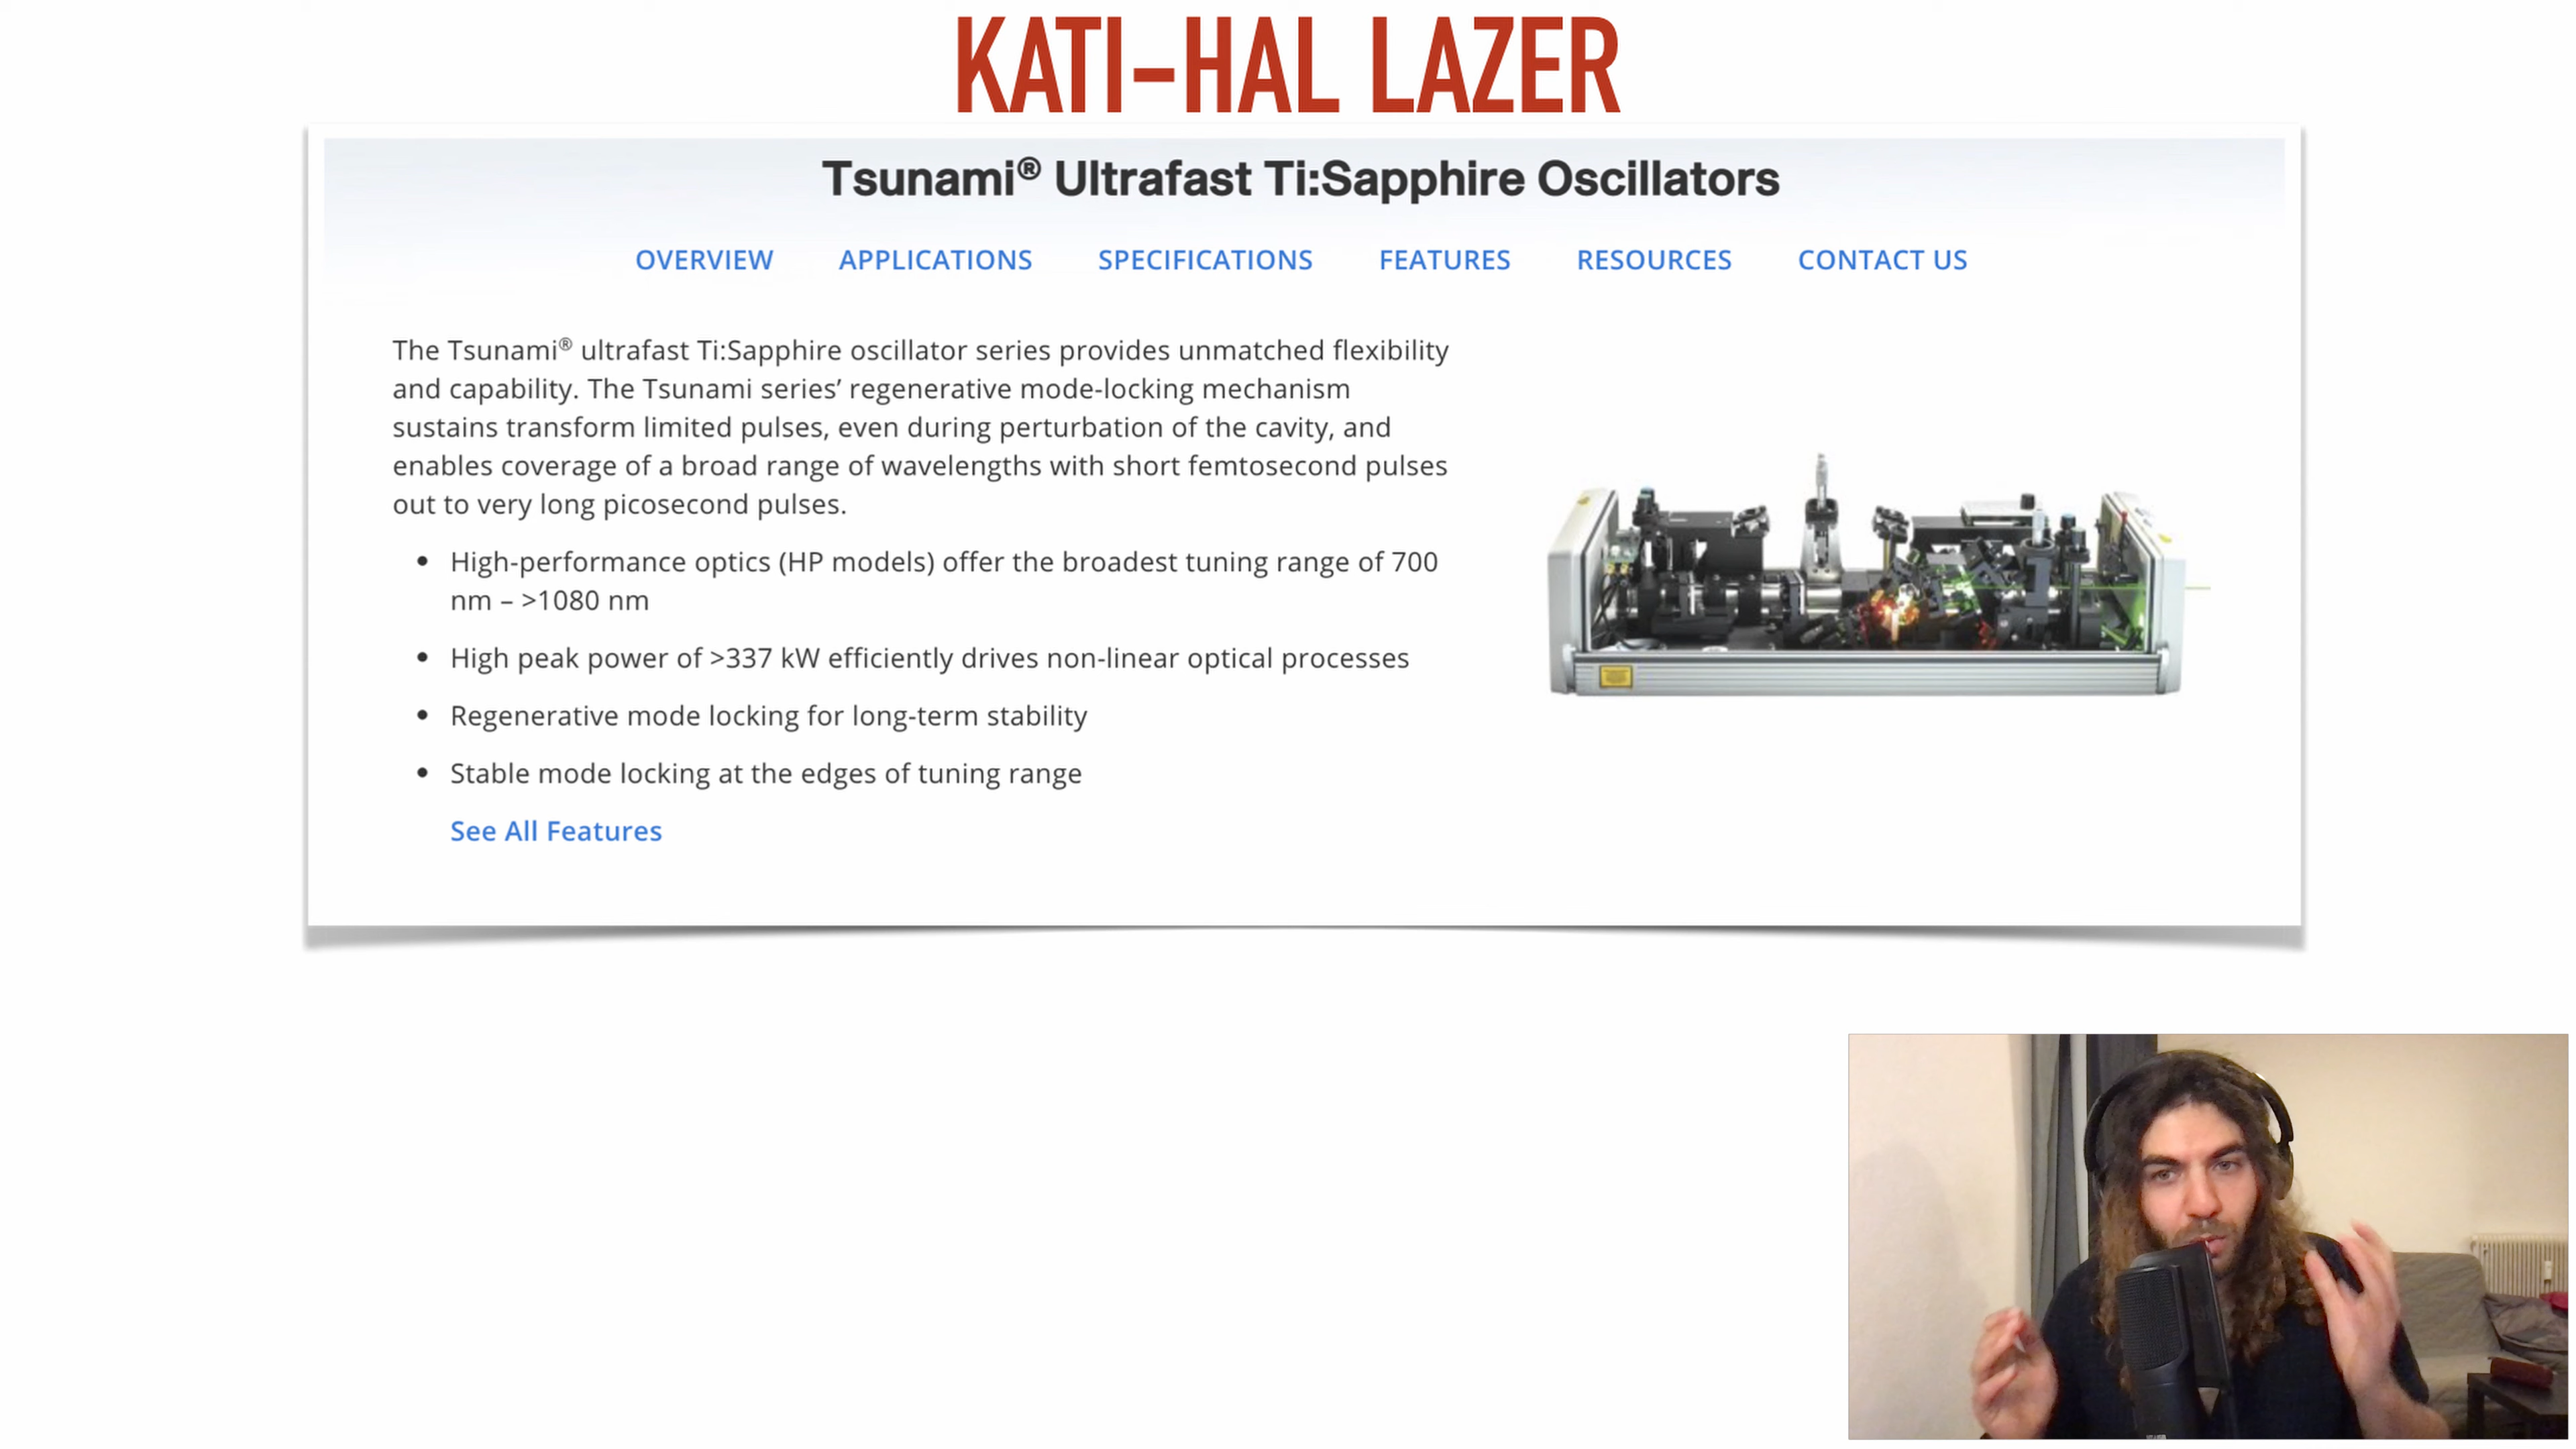 KATI-HAL LAZER
Tsunami® Ultrafast Ti:Sapphire Oscillators
OVERVIEW APPLICATIONS SPECIFICATIONS FEATURES RESOURCES CONTACT US
The Tsunami® ultrafast Ti:Sapphire oscillator series provides unmatched flexibility
and capability. The Tsunami series’ regenerative mode-locking mechanism
sustains transform limited pulses, even during perturbation of the cavity, and
enables coverage of a broad range of wavelengths with short femtosecond pulses
out to very long picosecond pulses.
• High-performance optics (HP models) offer the broadest tuning range of 700
nm – >1080 nm
• High peak power of >337 kW efficiently drives non-linear optical processes
• Regenerative mode locking for long-term stability
• Stable mode locking at the edges of tuning range
See All Features